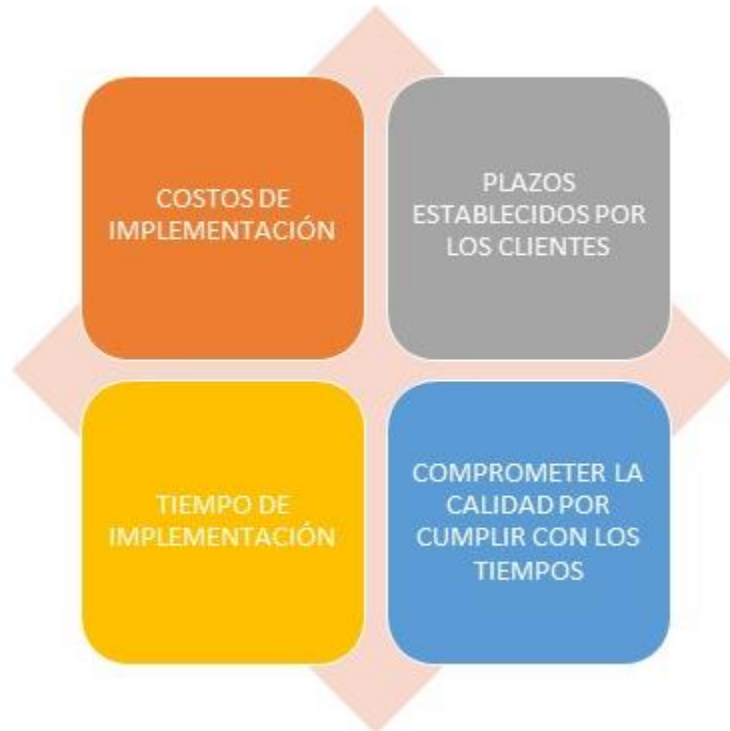 COSTOS DE
IMPLEMENTACIÓN
PLAZOS
ESTABLECIDOS POR
LOS CLIENTES
TIEMPO DE
IMPLEMENTACIÓN
COMPROMETER LA
CALIDAD POR
CUMPLIR CON LOS
TIEMPOS